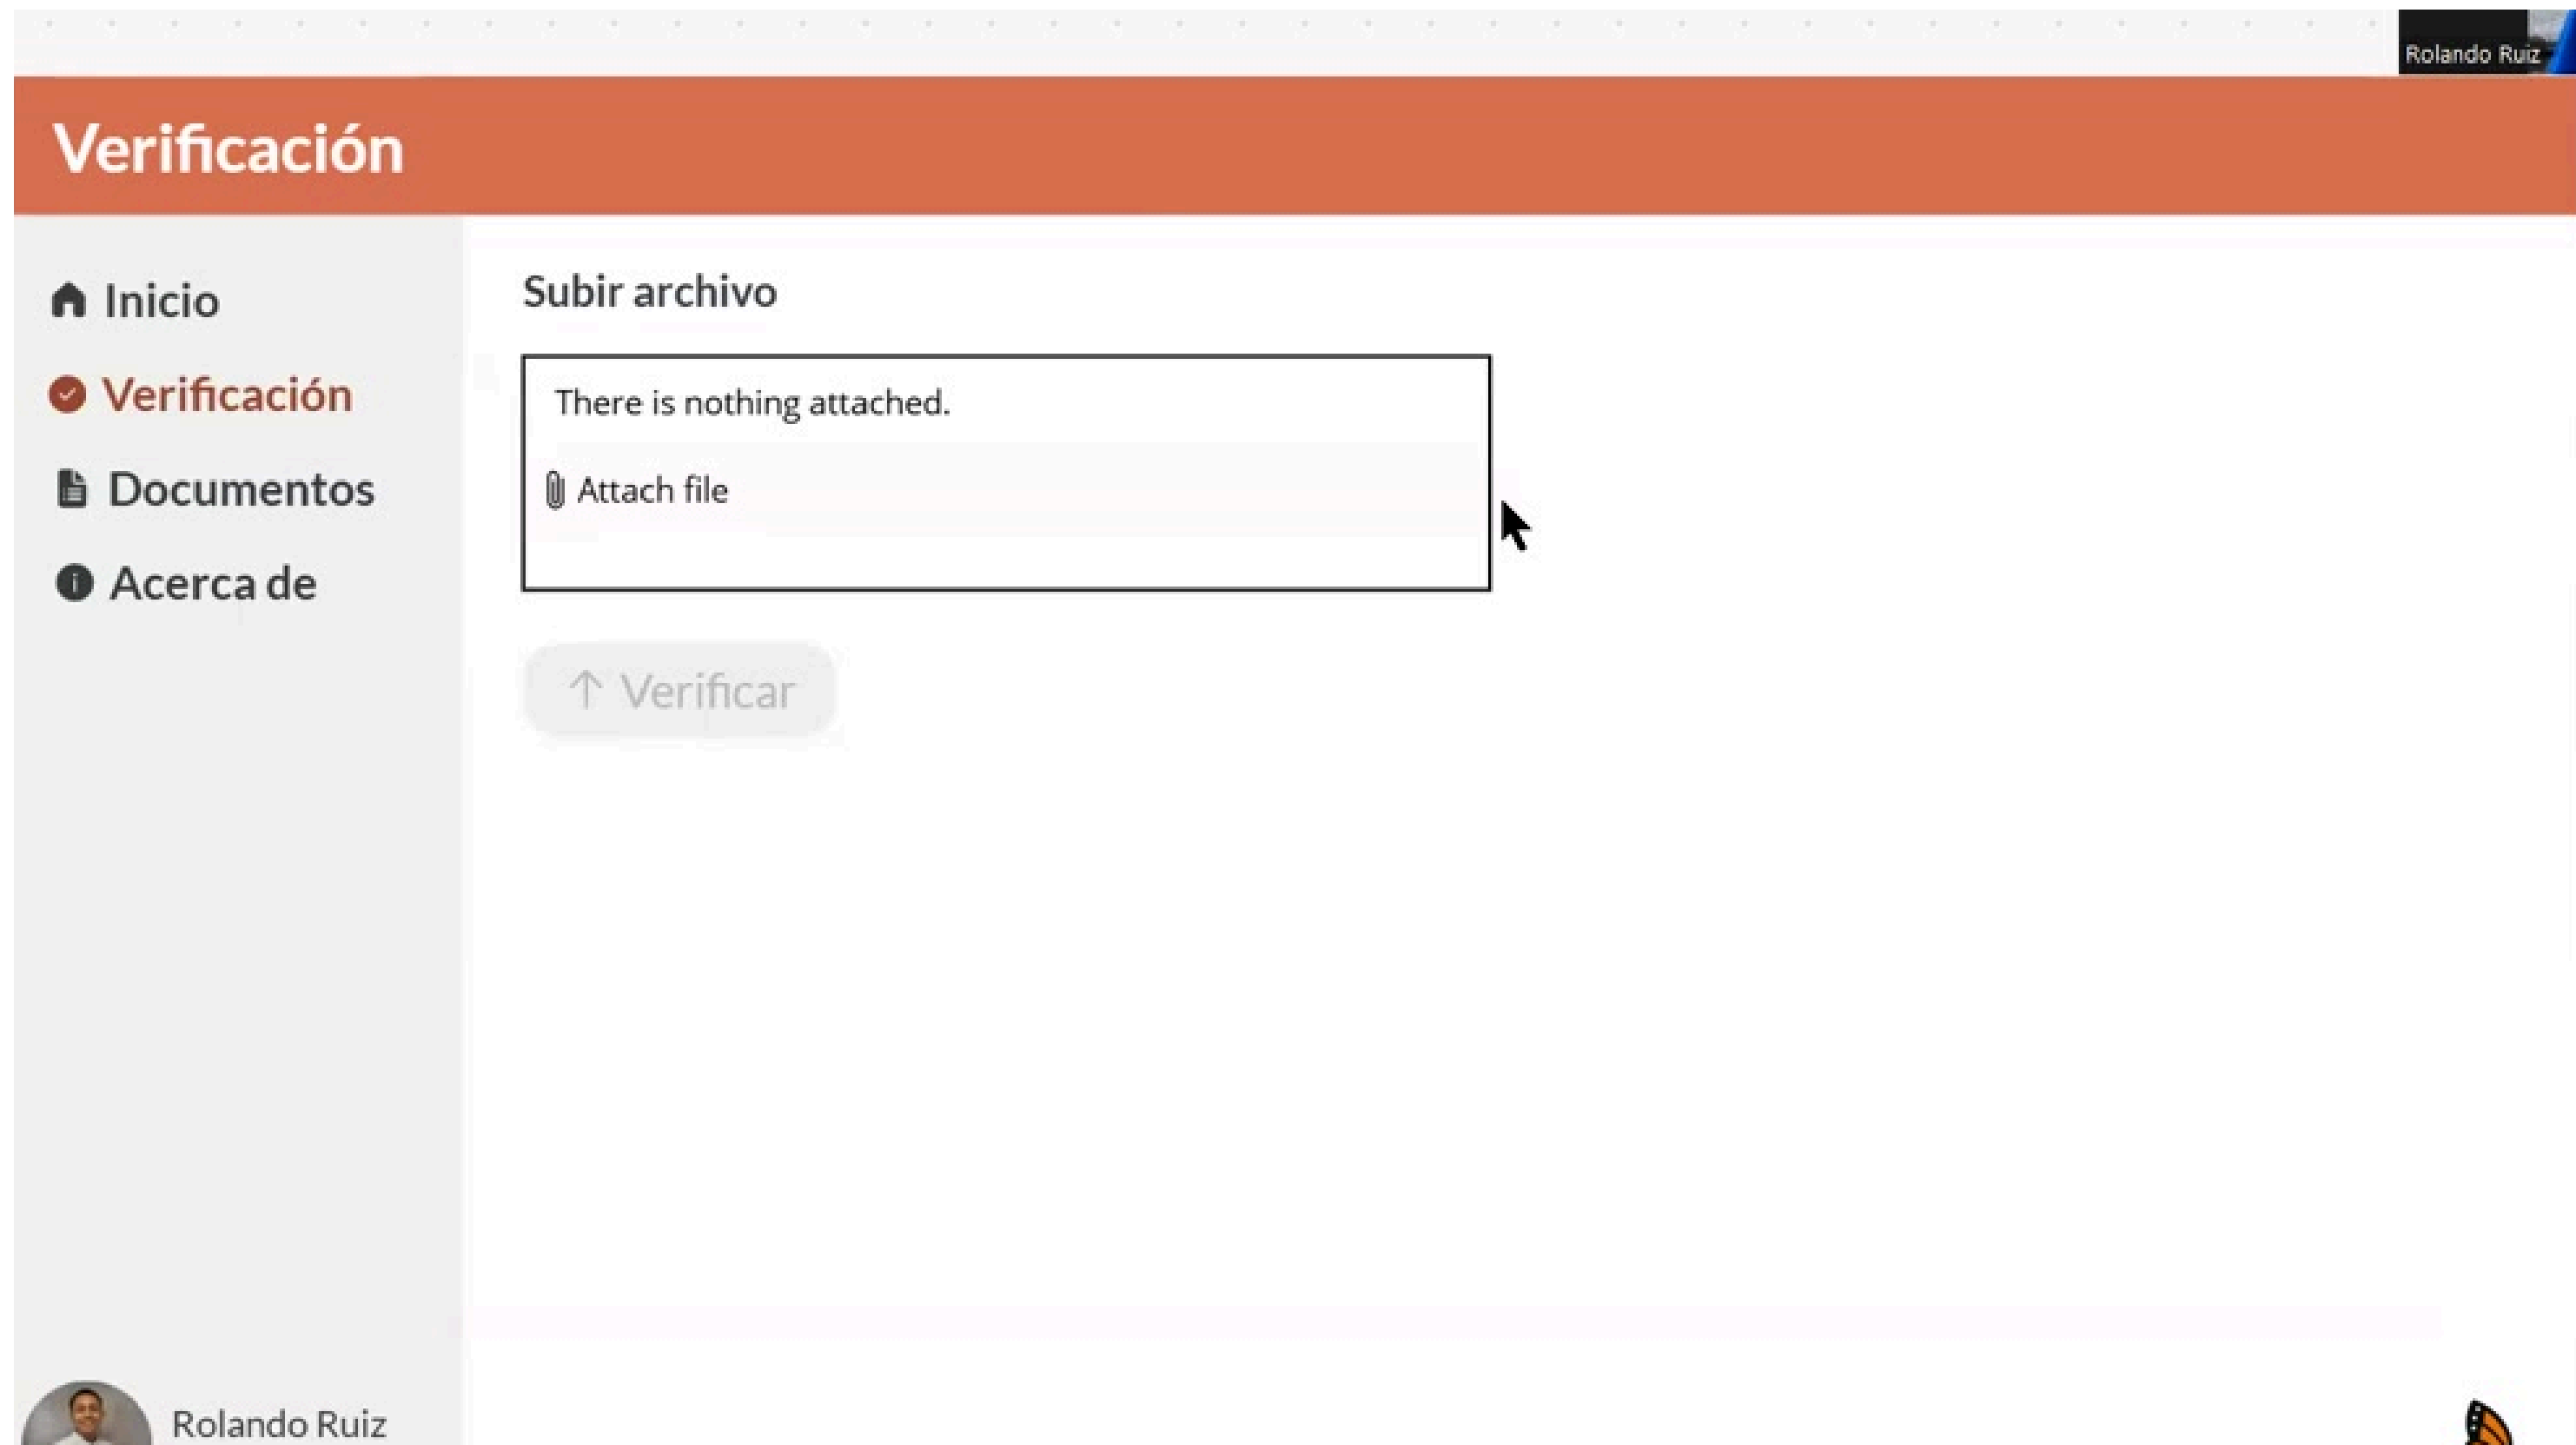 Rolando Ruiz
Verificación
Inicio
Verificación
Documentos
Acerca de
Subir archivo
There is nothing attached.
Attach file
Verificar
Rolando Ruiz